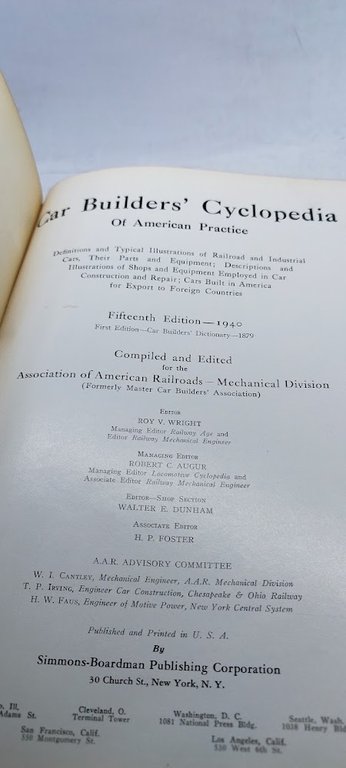 Car Builders' Cyclopedia
Of American Practice
Definitions and Typical Illustrations of Railroad and Industrial
Cars, Their Parts and Equipment; Descriptions and
Illustrations of Shops and Equipment Employed in Car
Construction and Repair; Cars Built in America
for Export to Foreign Countries
Fifteenth Edition—1940
First Edition—Car Builders' Dictionary—1879
Compiled and Edited
for the
Association of American Railroads—Mechanical Division
(Formerly Master Car Builders' Association)
Editor
ROY V. WRIGHT
Managing Editor Railway Age and
Editor Railway Mechanical Engineer
Managing Editor
ROBERT C. AUGUR
Managing Editor Locomotive Cyclopedia and
Associate Editor Railway Mechanical Engineer
Editor—Shop Section
WALTER E. DUNHAM
Associate Editor
H. P. FOSTER
A.A.R. ADVISORY COMMITTEE
W. I. Cantley, Mechanical Engineer, A.A.R. Mechanical Division
T. P. Irving, Engineer Car Construction, Chesapeake & Ohio Railway
H. W. Faus, Engineer of Motive Power, New York Central System
Published and Printed in U. S. A.
By
Simmons-Boardman Publishing Corporation
30 Church St., New York, N. Y.
Ill. Cleveland, O. Washington, D. C. Seattle, Wash.
Adams St. Terminal Tower 1081 National Press Bldg. 1038 Henry Bld
San Francisco, Calif. Los Angeles, Calif.
550 Montgomery St. 530 West 6th St.